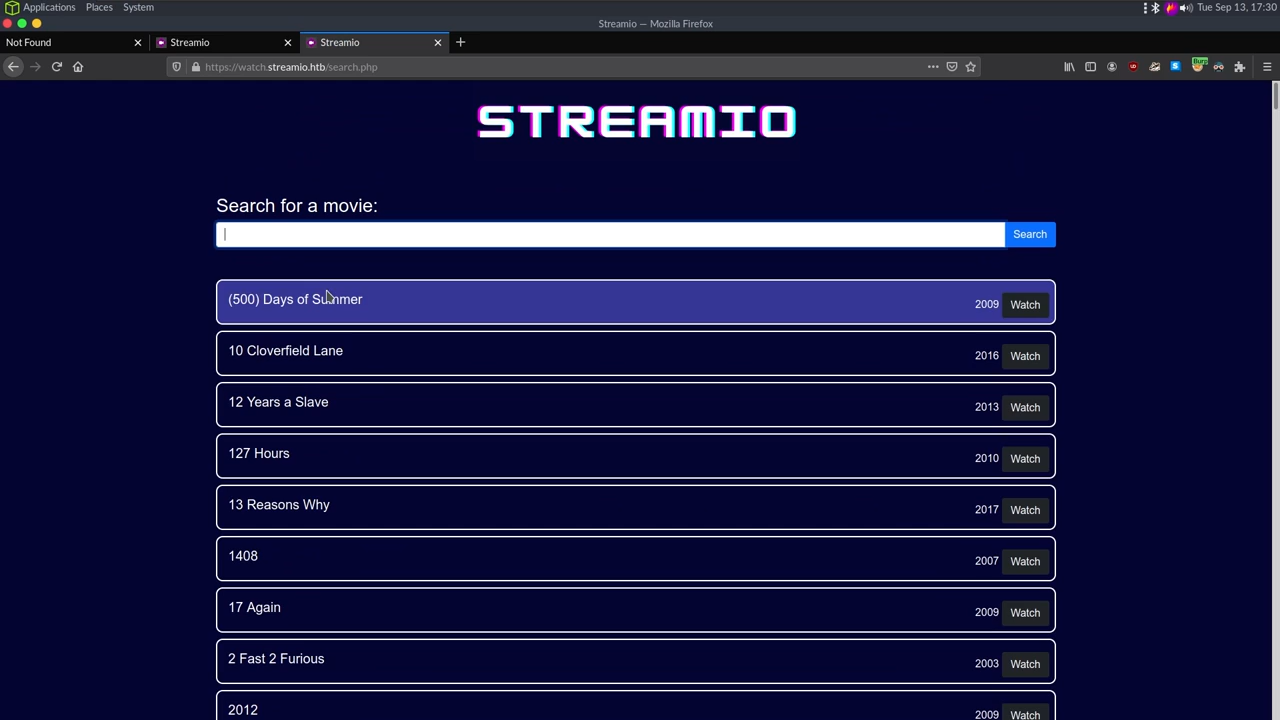 Applications Places System Tue Sep 13, 17:30
Streamio — Mozilla Firefox
Not Found Streamio Streamio
https://watch.streamio.htb/search.php
STREAMIO
Search for a movie:
Search
(500) Days of Summer 2009 Watch
10 Cloverfield Lane 2016 Watch
12 Years a Slave 2013 Watch
127 Hours 2010 Watch
13 Reasons Why 2017 Watch
1408 2007 Watch
17 Again 2009 Watch
2 Fast 2 Furious 2003 Watch
2012 2009 Watch